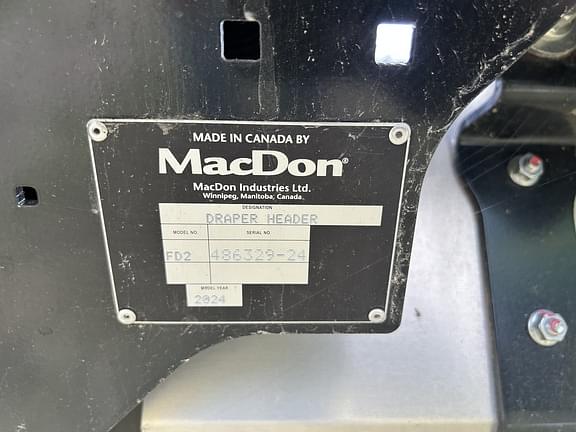 MADE IN CANADA BY
MacDon®
MacDon Industries Ltd.
Winnipeg, Manitoba, Canada.
DESIGNATION
DRAPER HEADER
MODEL NO. SERIAL NO.
FD2 486329-24
MODEL YEAR
2024